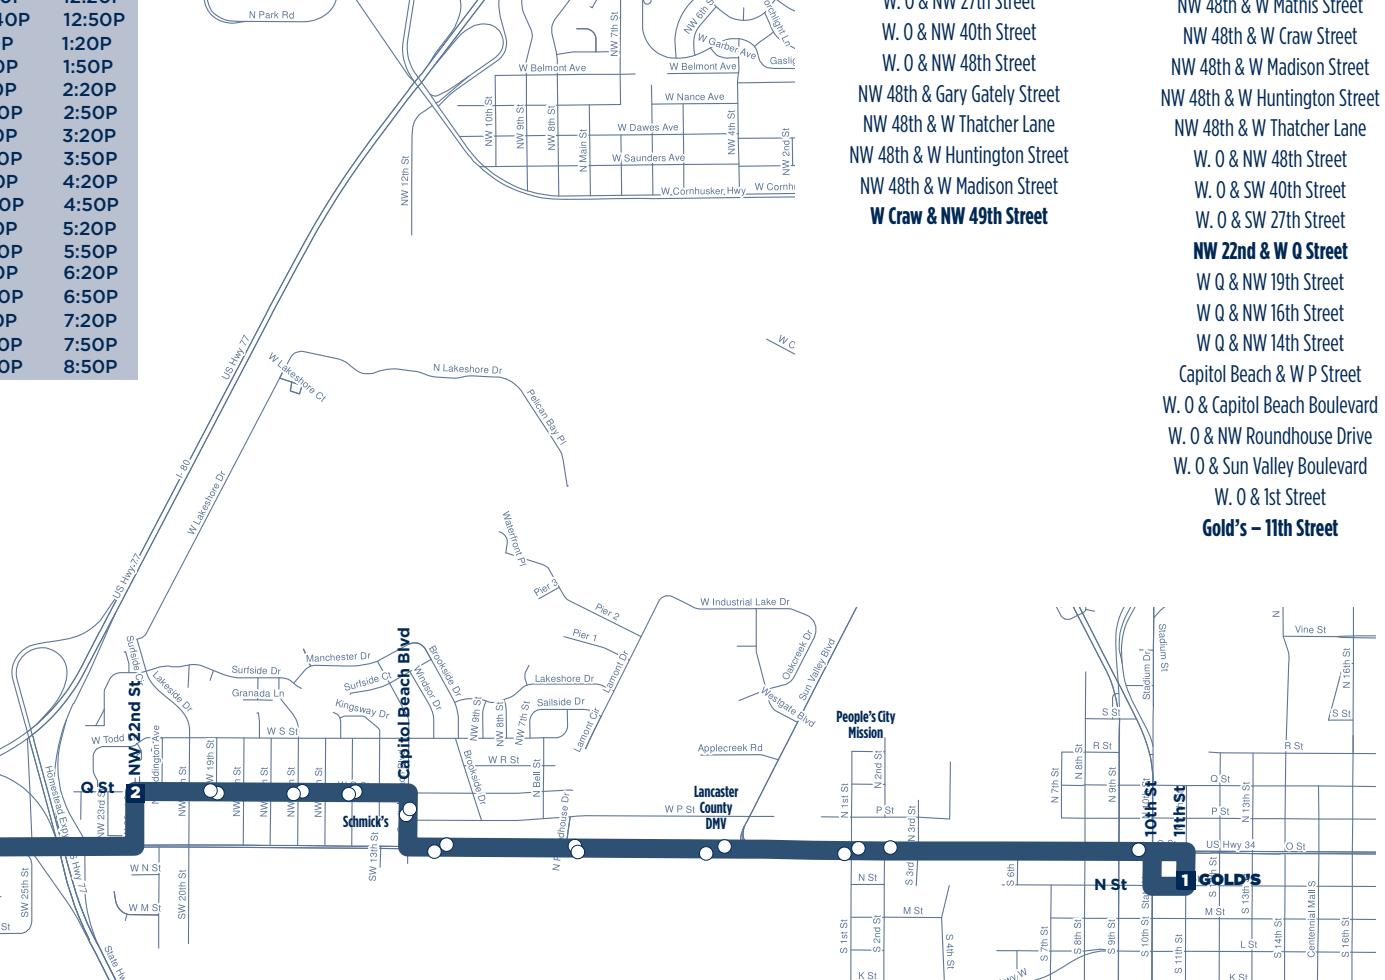 12:50P
1:20P
1:50P
2:20P
2:50P
3:20P
3:50P
4:20P
4:50P
5:20P
5:50P
6:20P
6:50P
7:20P
7:50P
8:50P
W. O & NW 27th Street
W. O & NW 40th Street
W. O & NW 48th Street
NW 48th & Gary Gately Street
NW 48th & W Thatcher Lane
NW 48th & W Huntington Street
NW 48th & W Madison Street
W Craw & NW 49th Street
NW 48th & W Mathis Street
NW 48th & W Craw Street
NW 48th & W Madison Street
NW 48th & W Huntington Street
NW 48th & W Thatcher Lane
W. O & NW 48th Street
W. O & SW 40th Street
W. O & SW 27th Street
NW 22nd & W Q Street
W Q & NW 19th Street
W Q & NW 16th Street
W Q & NW 14th Street
Capitol Beach & W P Street
W. O & Capitol Beach Boulevard
W. O & NW Roundhouse Drive
W. O & Sun Valley Boulevard
W. O & 1st Street
Gold's – 11th Street
N Park Rd
NW 7th St
NW 6th St
W Garber Ave
W Belmont Ave
W Belmont Ave
W Nance Ave
NW 10th St
NW 9th St
NW 8th St
N Main St
NW 4th St
NW 2nd St
W Dawes Ave
W Saunders Ave
W Cornhusker Hwy
NW 12th St
US Hwy 77
W Lakeshore Ct
N Lakeshore Dr
Pelican Bay Pl
I- 80
W Lakeshore Dr
US Hwy 77
Waterfront Pl
Pier 3
Pier 2
Pier 1
W Industrial Lake Dr
Oakcreek Dr
Sun Valley Blvd
Westgate Blvd
Lamont Dr
Lamont Cir
Lakeshore Dr
Sailside Dr
Brookside Dr
Windsor Dr
Manchester Dr
Surfside Dr
Surfside Ct
Granada Ln
Kingsway Dr
Lakeside Dr
W S St
W Todd
NW 9th St
NW 8th St
NW 7th St
W R St
N Bell St
Brookside Dr
Applecreek Rd
W P St
NW 22nd St
Capitol Beach Blvd
Q St
2
Schmick's
Lancaster
County
DMV
People's City
Mission
NW 23rd St
W 19th St
SW 13th St
Homestead Expy
W N St
W M St
SW 20th St
SW 25th St
N 1st St
N 2nd St
N 3rd St
P St
N St
M St
K St
S 1st St
S 2nd St
S 3rd St
S 4th St
S 6th
S 7th St
S 8th St
S 9th St
S 10th St
S 11th St
S 14th St
Centennial Mall S
S 16th St
L St
M St
N St
10th St
11th St
1
GOLD'S
US Hwy 34
O St
P St
Q St
R St
R St
S St
S St
Vine St
N 16th St
N 13th St
S 13th St
N 7th St
N 8th St
N 9th St
Stadium Dr
Stadium St